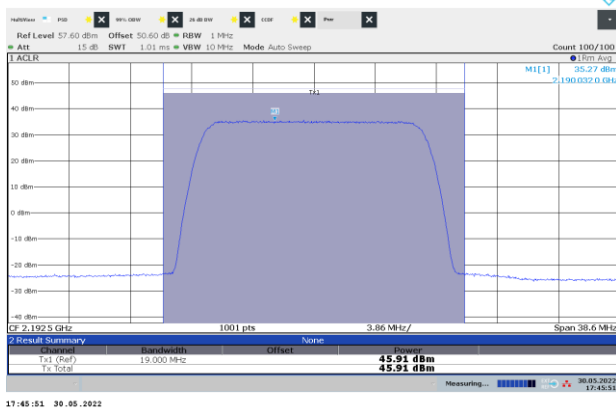 MultiView PSD X 99% OBW X 26 dB BW X CCDF X Pwr X
Ref Level 57.60 dBm Offset 50.60 dB RBW 1 MHz
Att 15 dB SWT 1.01 ms VBW 10 MHz Mode Auto Sweep Count 100/100
1 ACLR 1Rm Avg
M1[1] 35.27 dBm
2.190 032 0 GHz
Tx1
50 dBm
40 dBm
M1
30 dBm
20 dBm
10 dBm
0 dBm
-10 dBm
-20 dBm
-30 dBm
-40 dBm
CF 2.1925 GHz 1001 pts 3.86 MHz/ Span 38.6 MHz
2 Result Summary None
Channel Bandwidth Offset Power
Tx1 (Ref) 19.000 MHz 45.91 dBm
Tx Total 45.91 dBm
Measuring... 30.05.2022
17:45:51
17:45:51 30.05.2022